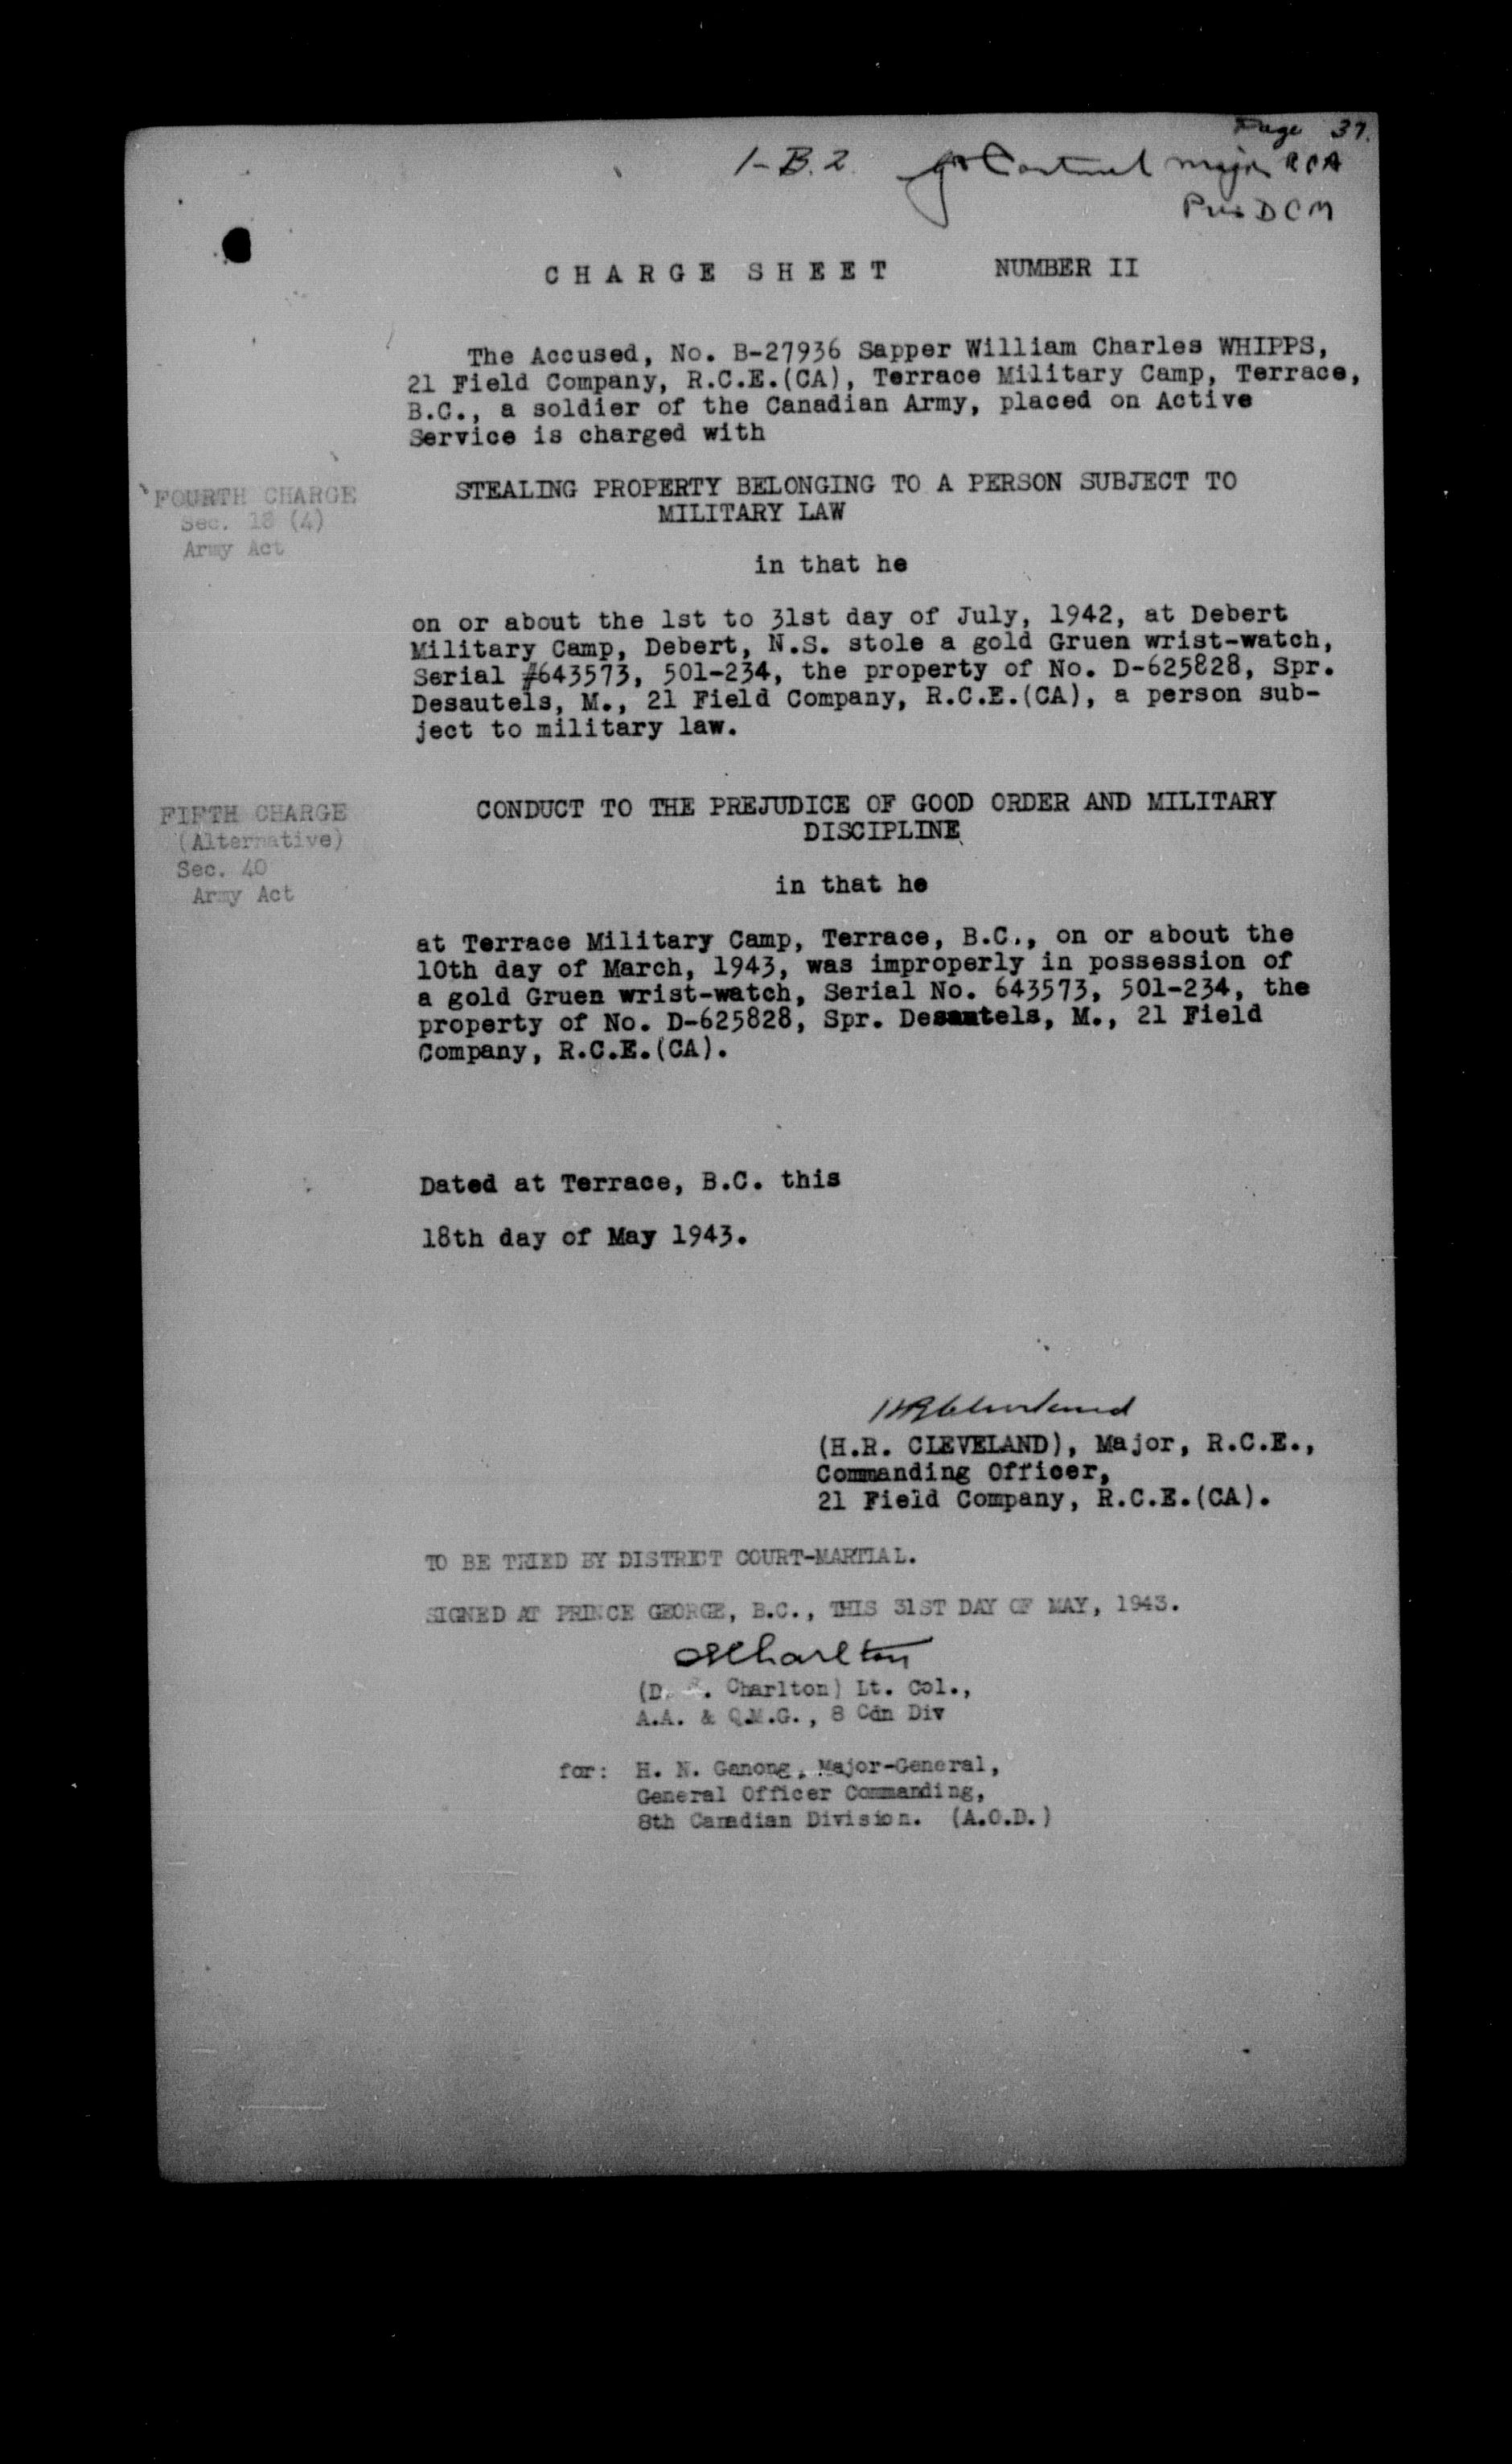 Page 37.
1-B.2. Major RCA
Pres DCM
CHARGE SHEET NUMBER II
The Accused, No. B-27936 Sapper William Charles WHIPPS,
21 Field Company, R.C.E.(CA), Terrace Military Camp, Terrace,
B.C., a soldier of the Canadian Army, placed on Active
Service is charged with
FOURTH CHARGE
Sec. 18 (4)
Army Act
STEALING PROPERTY BELONGING TO A PERSON SUBJECT TO
MILITARY LAW
in that he
on or about the 1st to 31st day of July, 1942, at Debert
Military Camp, Debert, N.S. stole a gold Gruen wrist-watch,
Serial #643573, 501-234, the property of No. D-625828, Spr.
Desautels, M., 21 Field Company, R.C.E.(CA), a person sub-
ject to military law.
FIFTH CHARGE
(Alternative)
Sec. 40
Army Act
CONDUCT TO THE PREJUDICE OF GOOD ORDER AND MILITARY
DISCIPLINE
in that he
at Terrace Military Camp, Terrace, B.C., on or about the
10th day of March, 1943, was improperly in possession of
a gold Gruen wrist-watch, Serial No. 643573, 501-234, the
property of No. D-625828, Spr. Desautels, M., 21 Field
Company, R.C.E.(CA).
Dated at Terrace, B.C. this
18th day of May 1943.
HRCleveland
(H.R. CLEVELAND), Major, R.C.E.,
Commanding Officer,
21 Field Company, R.C.E.(CA).
TO BE TRIED BY DISTRICT COURT-MARTIAL.
SIGNED AT PRINCE GEORGE, B.C., THIS 31ST DAY OF MAY, 1943.
Charlton
(D. . Charlton) Lt. Col.,
A.A. & Q.M.G., 8 Cdn Div
for: H. N. Ganong, Major-General,
General Officer Commanding,
8th Canadian Division. (A.O.D.)